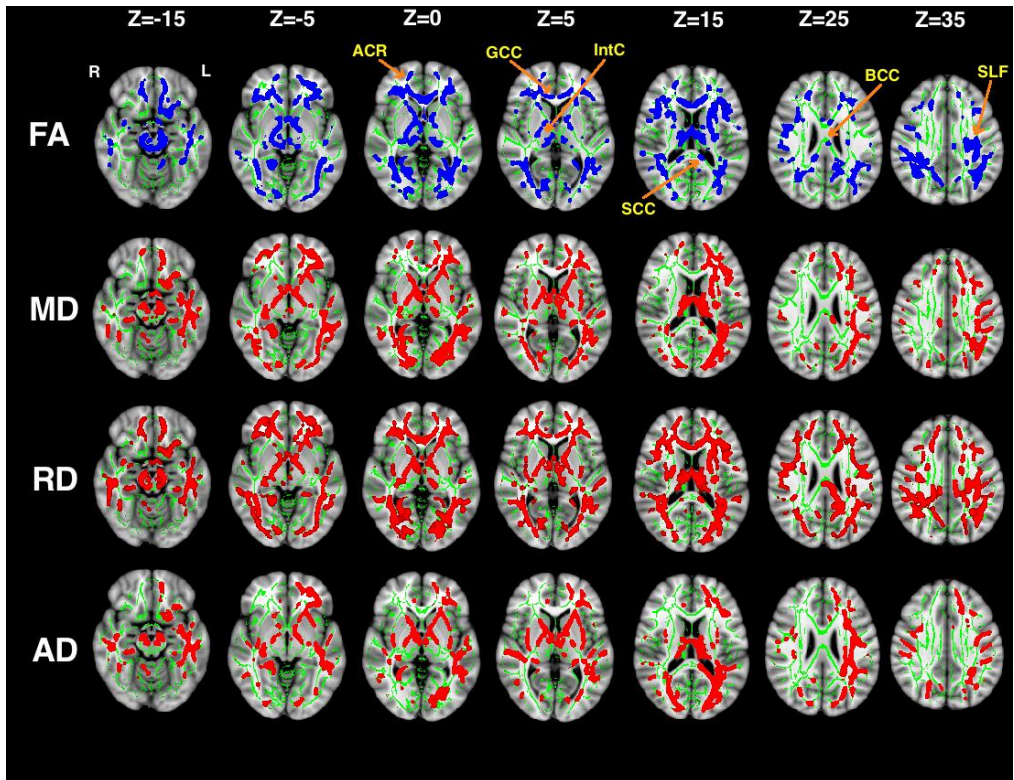 Z=-15 Z=-5 Z=0 Z=5 Z=15 Z=25 Z=35
ACR GCC IntC BCC SLF
R L
FA
SCC
MD
RD
AD